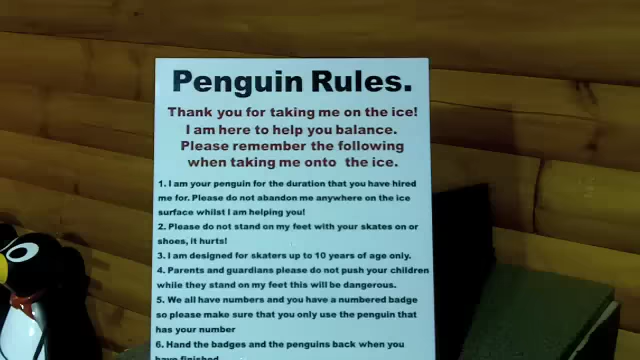 Penguin Rules.
Thank you for taking me on the ice!
I am here to help you balance.
Please remember the following
when taking me onto the ice.
1. I am your penguin for the duration that you have hired
me for. Please do not abandon me anywhere on the ice
surface whilst I am helping you!
2. Please do not stand on my feet with your skates on or
shoes, it hurts!
3. I am designed for skaters up to 10 years of age only.
4. Parents and guardians please do not push your children
while they stand on my feet this will be dangerous.
5. We all have numbers and you have a numbered badge
so please make sure that you only use the penguin that
has your number
6. Hand the badges and the penguins back when you
have finished